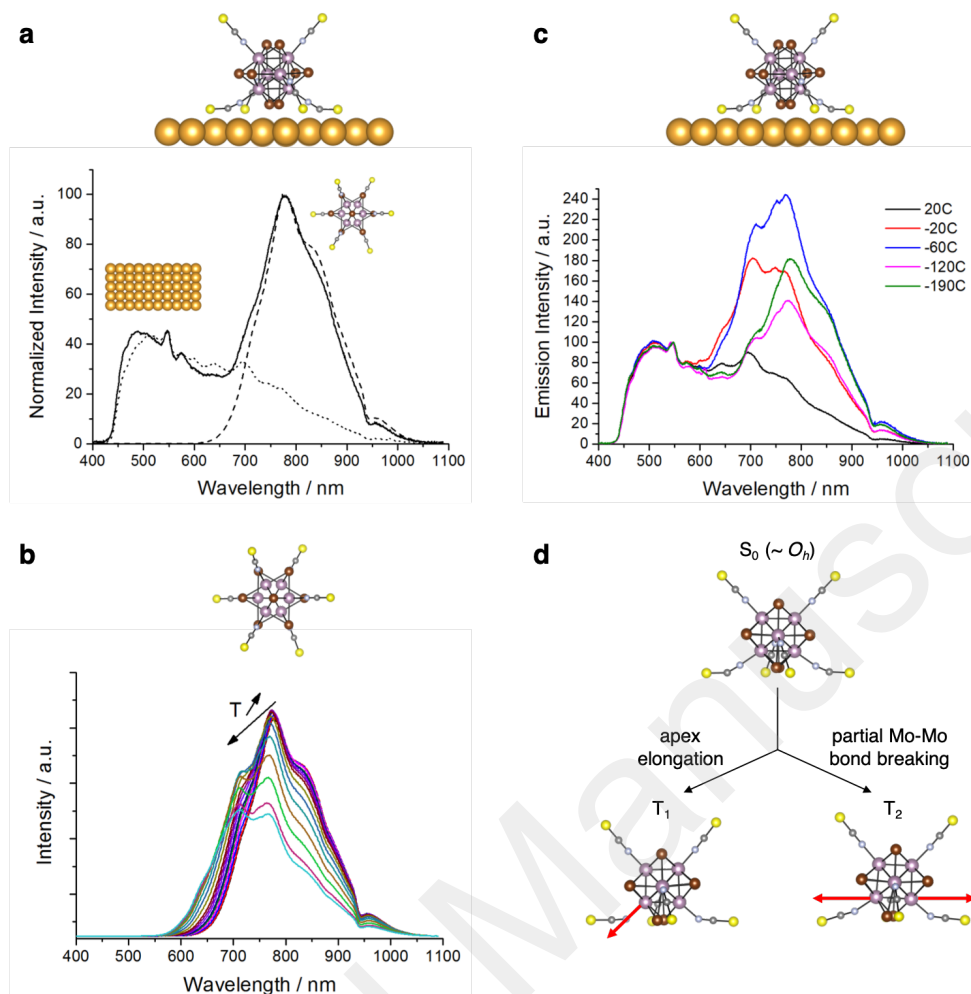 a
100
80
60
40
20
0
Normalized Intensity / a.u.
400 500 600 700 800 900 1000 1100
Wavelength / nm
b
T
Intensity / a.u.
400 500 600 700 800 900 1000 1100
Wavelength / nm
c
240
220
200
180
160
140
120
100
80
60
40
20
0
Emission Intensity / a.u.
20C
-20C
-60C
-120C
-190C
400 500 600 700 800 900 1000 1100
Wavelength / nm
d
S0 (~ Oh)
apex
elongation
partial Mo-Mo
bond breaking
T1
T2
Manusc